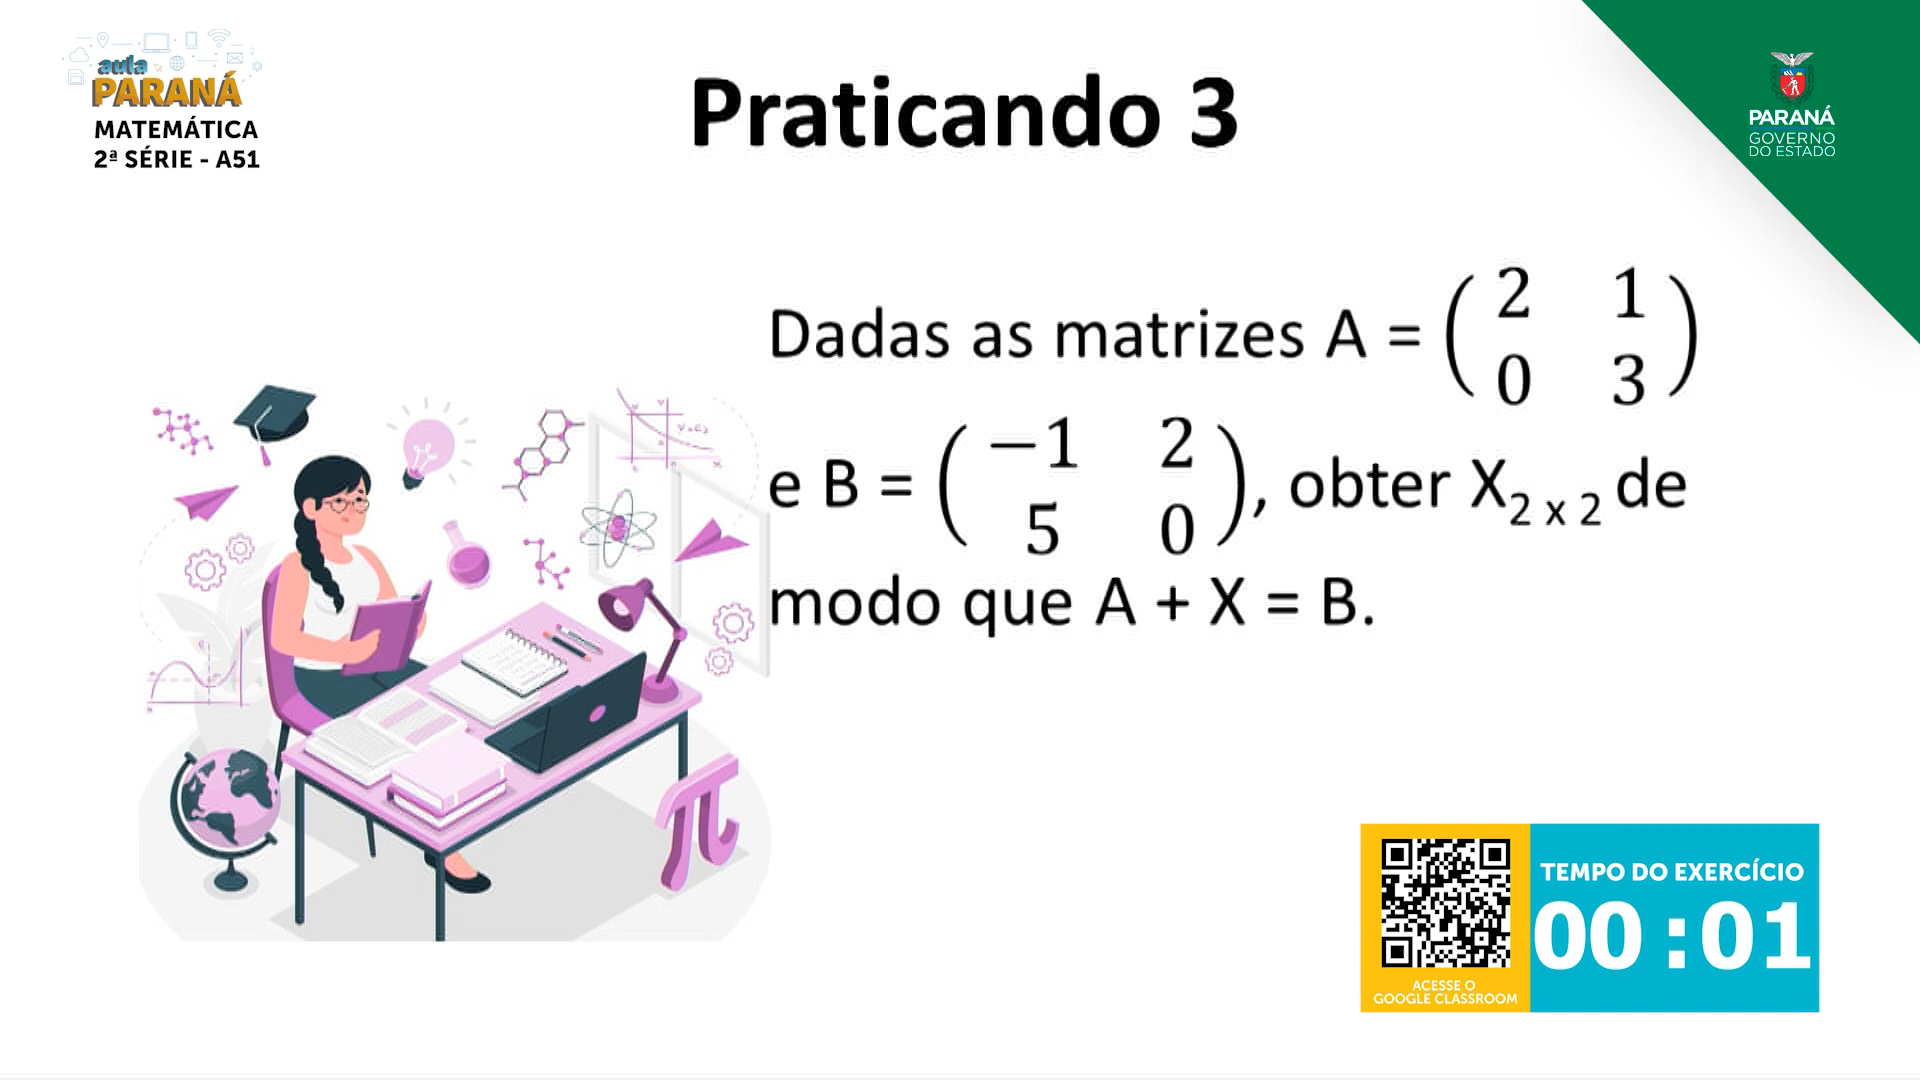 aula
PARANÁ
MATEMÁTICA
2ª SÉRIE - A51
Praticando 3
PARANÁ
GOVERNO
DO ESTADO
Dadas as matrizes A = ( 2 1
0 3 )
e B = ( −1 2
5 0 ), obter X2 x 2 de
modo que A + X = B.
TEMPO DO EXERCÍCIO
00 :01
ACESSE O
GOOGLE CLASSROOM